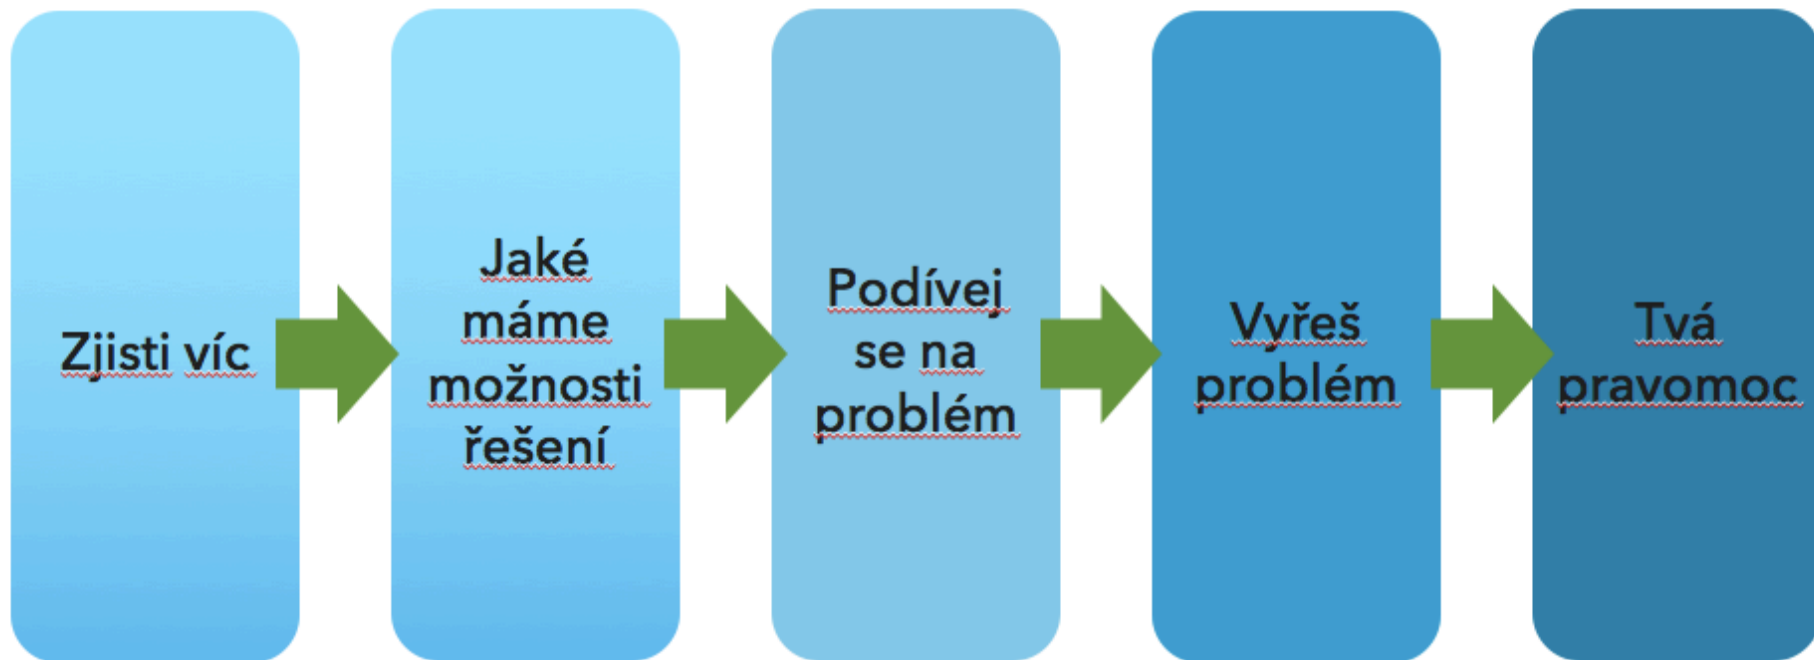 Zjisti víc
Jaké
máme
možnosti
řešení
Podívej
se na
problém
Vyřeš
problém
Tvá
pravomoc